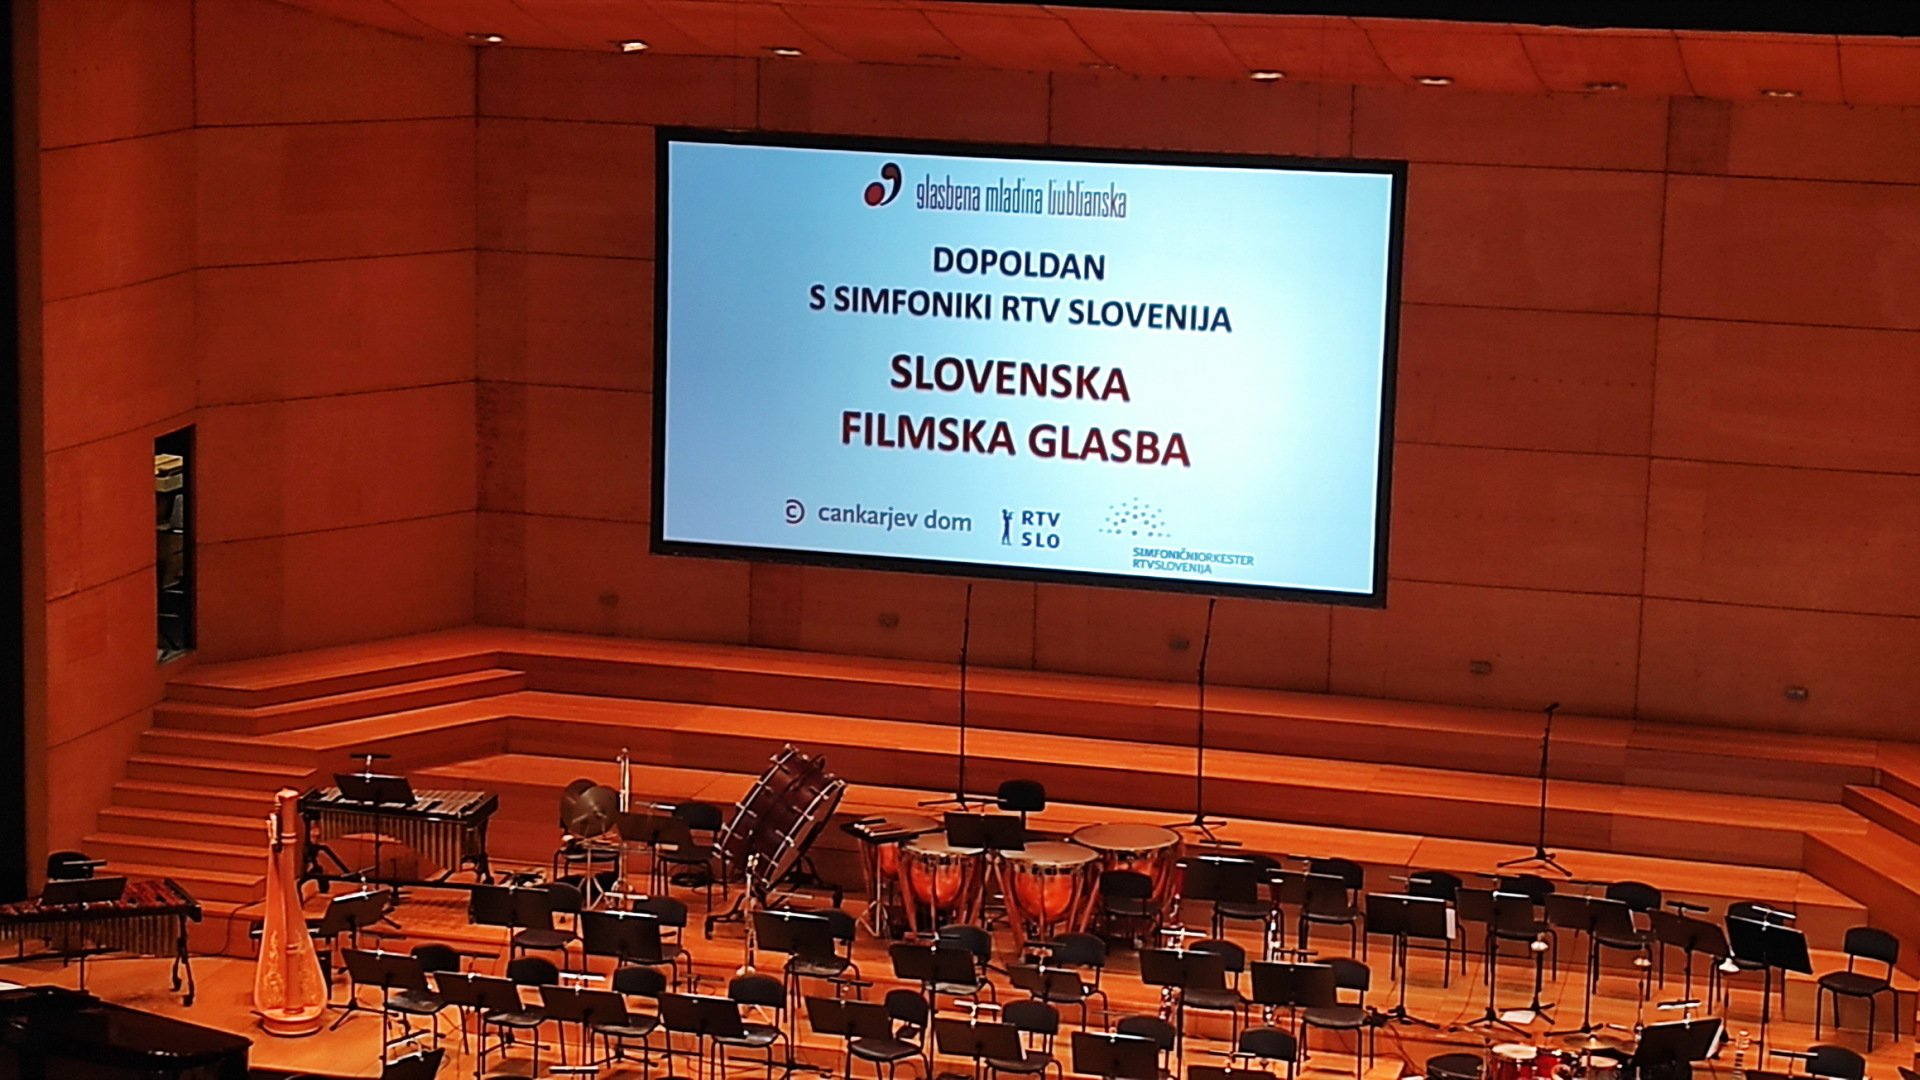 glasbena mladina ljubljanska
DOPOLDAN
S SIMFONIKI RTV SLOVENIJA
SLOVENSKA
FILMSKA GLASBA
cankarjev dom
RTV
SLO
SIMFONIČNIORKESTER
RTVSLOVENIJA